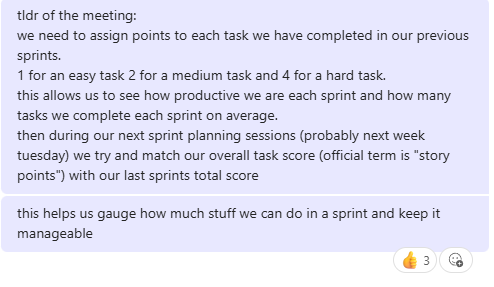 tldr of the meeting:
we need to assign points to each task we have completed in our previous
sprints.
1 for an easy task 2 for a medium task and 4 for a hard task.
this allows us to see how productive we are each sprint and how many
tasks we complete each sprint on average.
then during our next sprint planning sessions (probably next week
tuesday) we try and match our overall task score (official term is "story
points") with our last sprints total score
this helps us gauge how much stuff we can do in a sprint and keep it
manageable
3